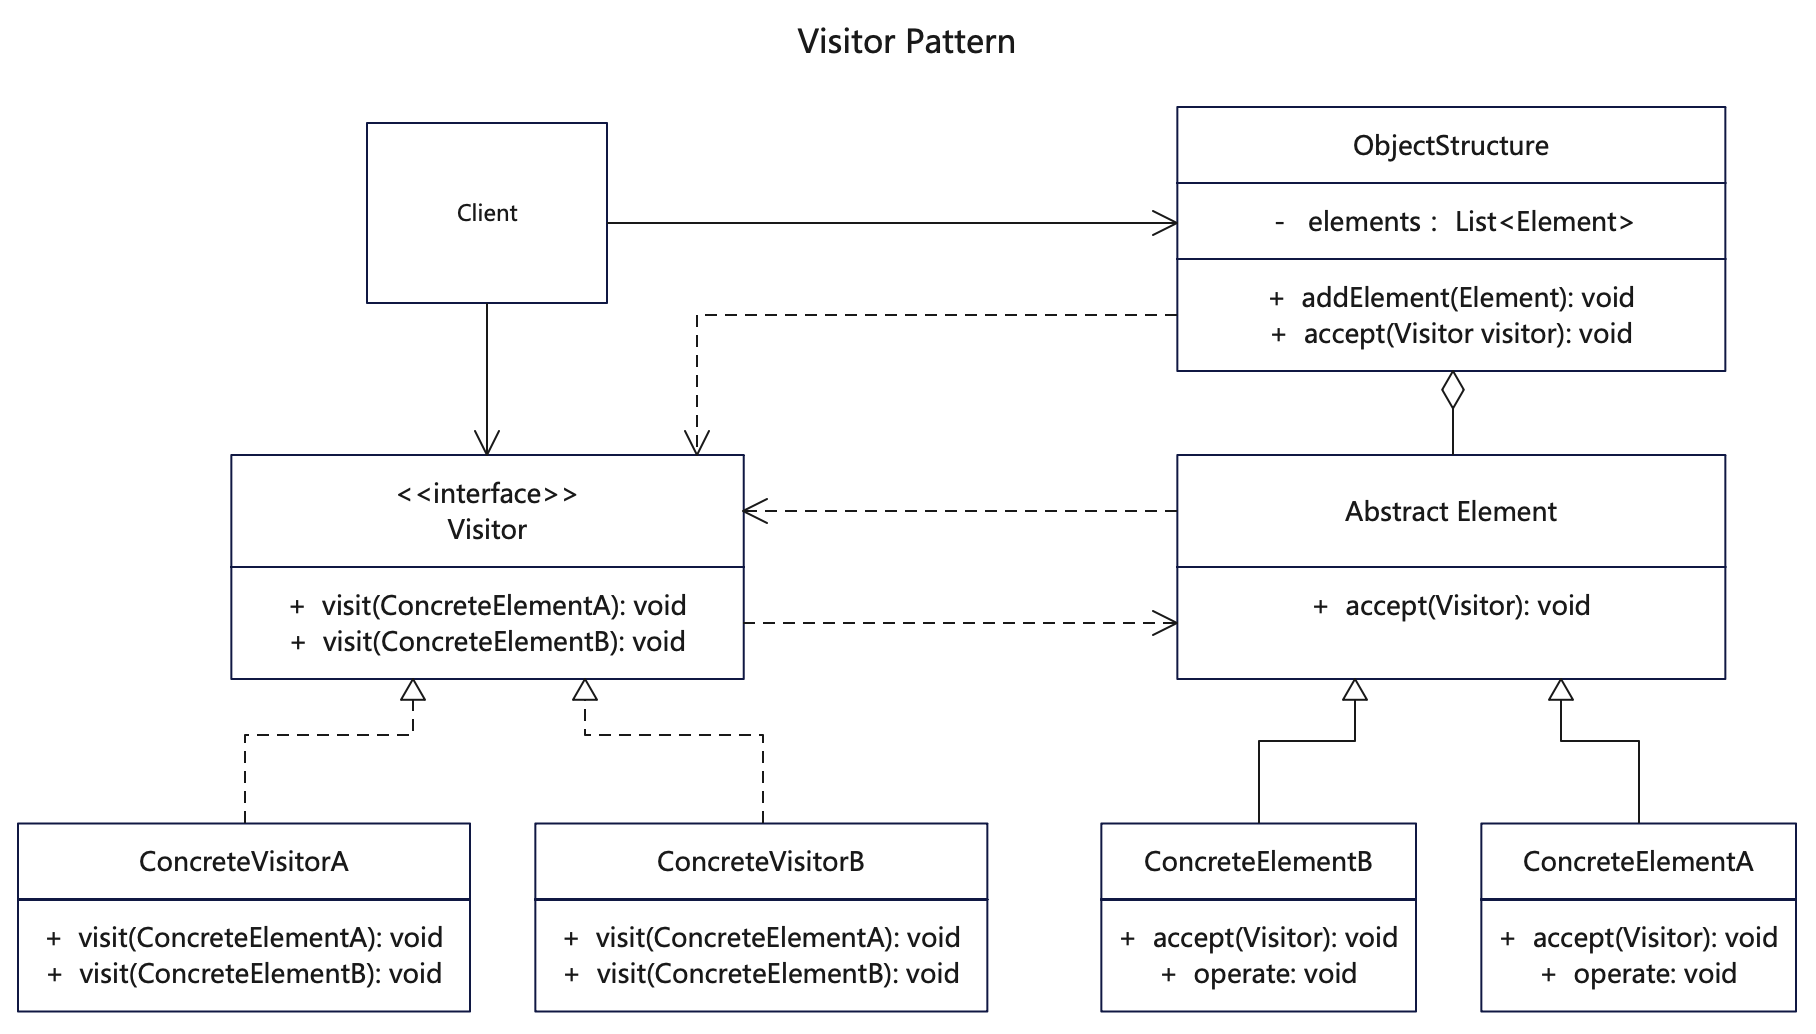 Visitor Pattern
Client
ObjectStructure
- elements : List<Element>
+ addElement(Element): void
+ accept(Visitor visitor): void
<<interface>>
Visitor
+ visit(ConcreteElementA): void
+ visit(ConcreteElementB): void
Abstract Element
+ accept(Visitor): void
ConcreteVisitorA
+ visit(ConcreteElementA): void
+ visit(ConcreteElementB): void
ConcreteVisitorB
+ visit(ConcreteElementA): void
+ visit(ConcreteElementB): void
ConcreteElementB
+ accept(Visitor): void
+ operate: void
ConcreteElementA
+ accept(Visitor): void
+ operate: void